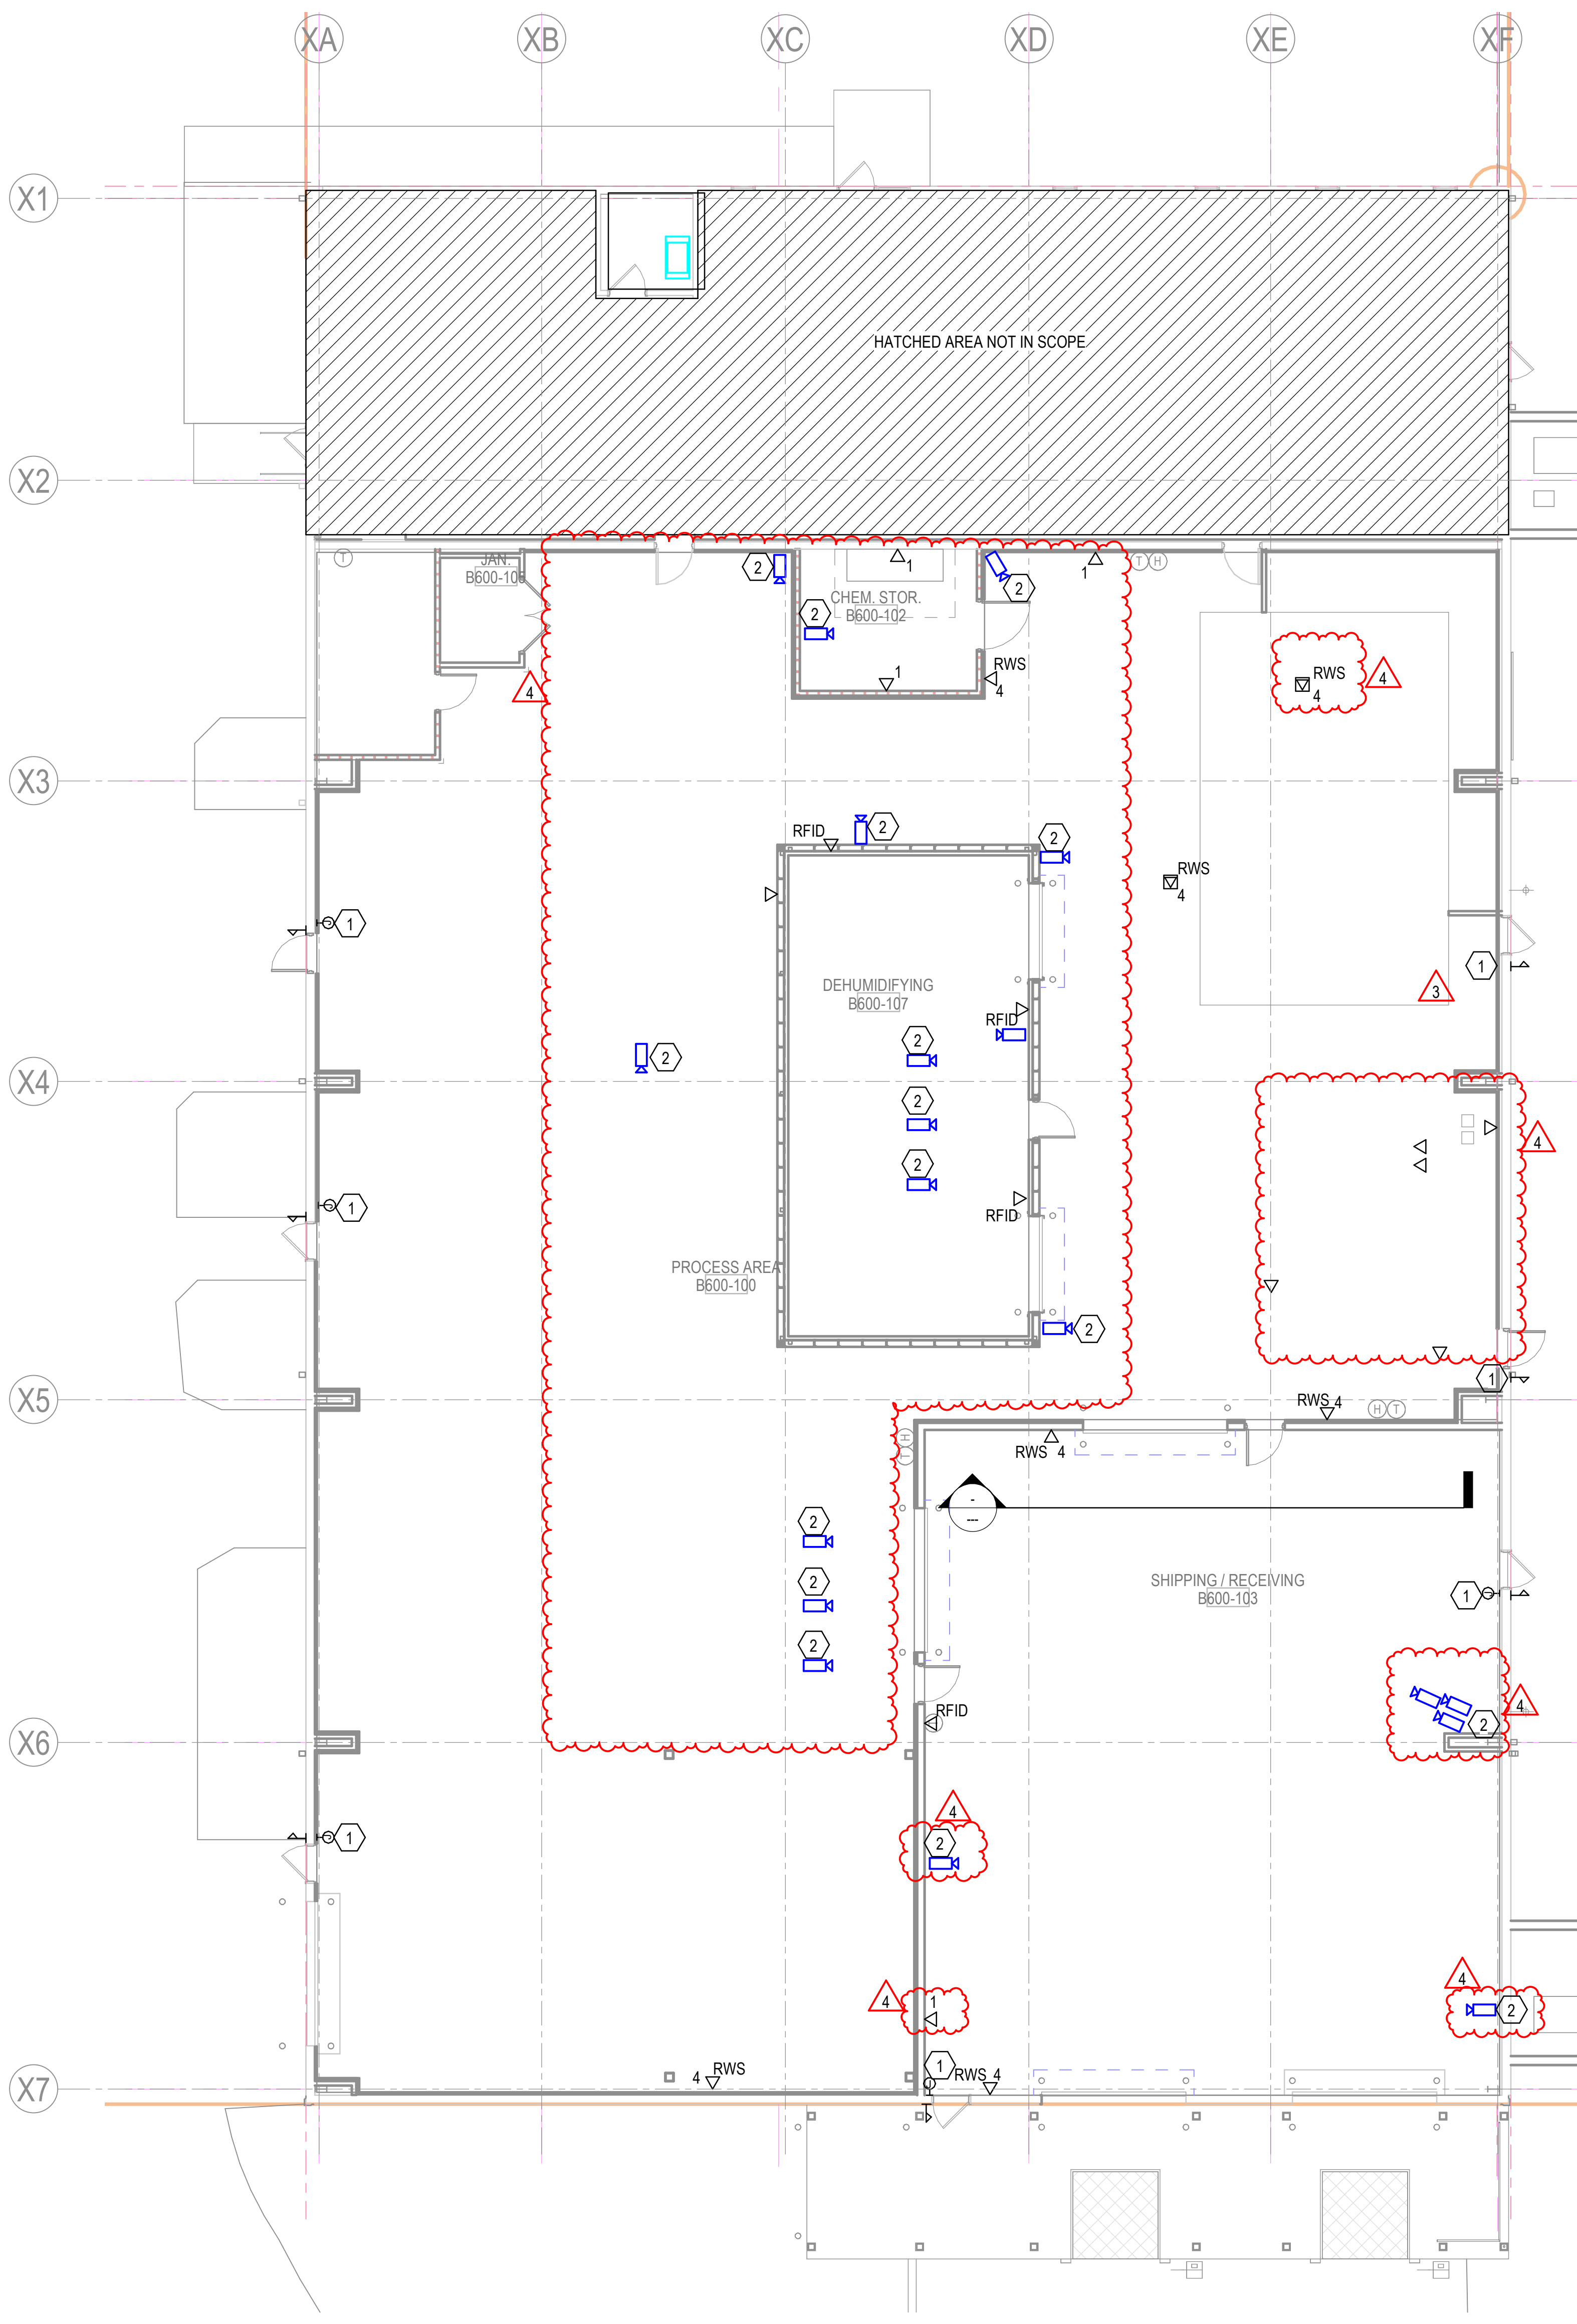 XA
XB
XC
XD
XE
XF
X1
HATCHED AREA NOT IN SCOPE
X2
T
JAN.
2
1
2
1
T H
B600-106
CHEM. STOR.
2
B600-102
RWS
1
4
4
RWS
4
4
X3
RFID
2
2
RWS
4
1
1
DEHUMIDIFYING
B600-107
3
RFID
2
2
X4
2
4
2
1
RFID
PROCESS AREA
B600-100
2
1
X5
RWS 4
H T
H
T
RWS 4
-
---
2
SHIPPING / RECEIVING
2
B600-103
1
2
4
RFID
2
X6
4
1
2
4
4
1
2
1
X7
4
RWS
RWS 4